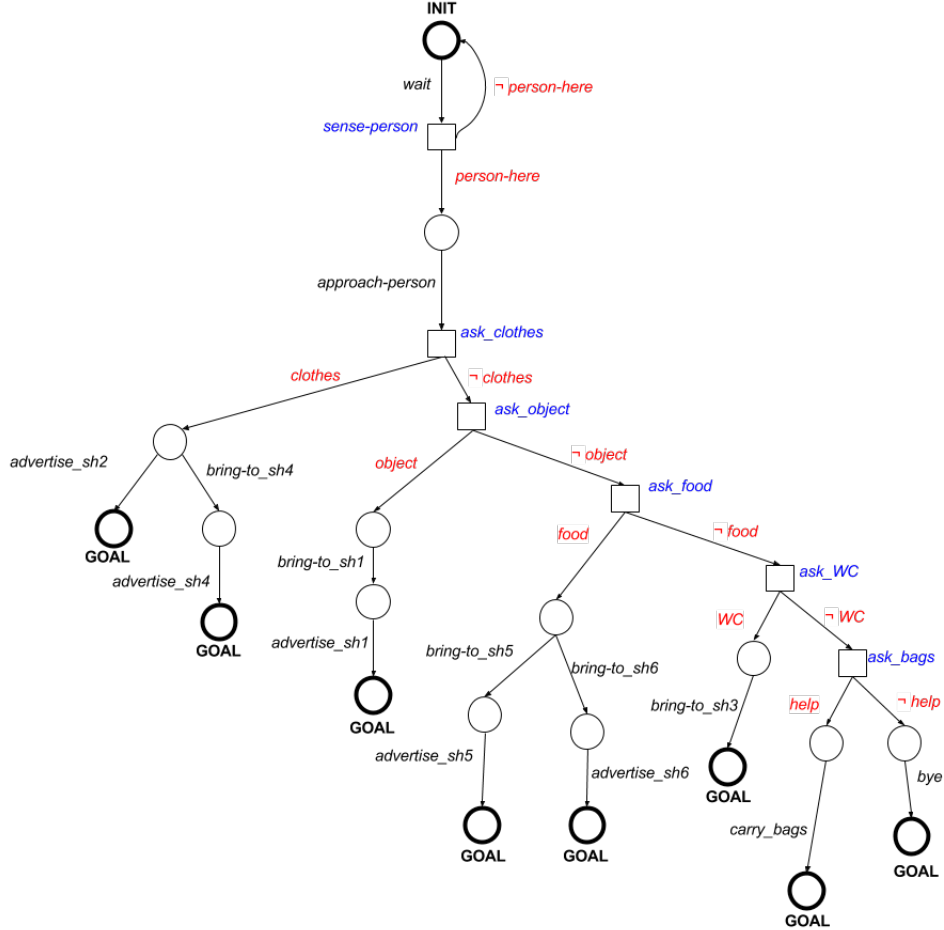 INIT
wait
¬ person-here
sense-person
person-here
approach-person
ask_clothes
clothes
¬ clothes
ask_object
advertise_sh2
bring-to_sh4
object
¬ object
ask_food
GOAL
advertise_sh4
GOAL
bring-to_sh1
advertise_sh1
GOAL
food
¬ food
ask_WC
bring-to_sh5
bring-to_sh6
advertise_sh5
advertise_sh6
GOAL
GOAL
WC
¬ WC
ask_bags
bring-to_sh3
GOAL
help
¬ help
carry_bags
bye
GOAL
GOAL